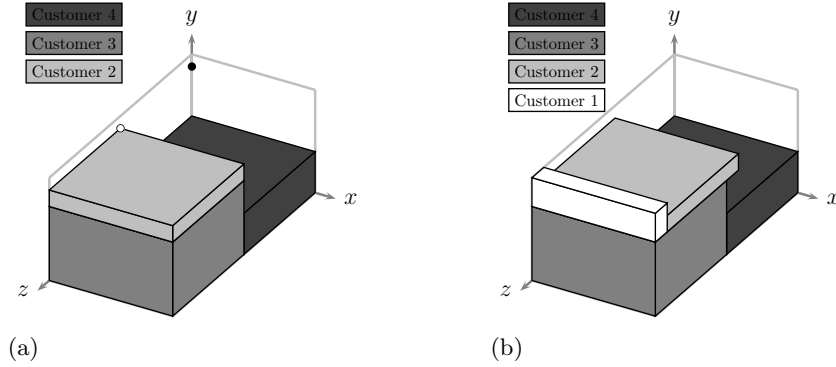 Customer 4
Customer 3
Customer 2
y
x
z
(a)
Customer 4
Customer 3
Customer 2
Customer 1
y
x
z
(b)